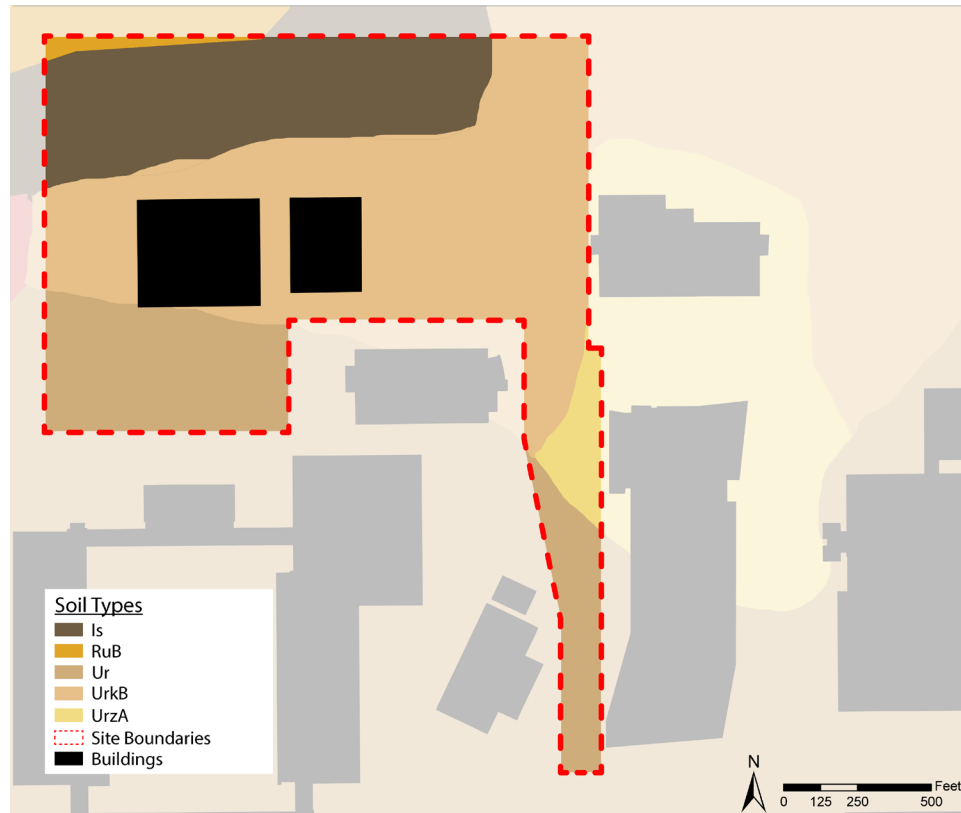 Soil Types
Is
RuB
Ur
UrkB
UrzA
Site Boundaries
Buildings
N
Feet
0 125 250 500